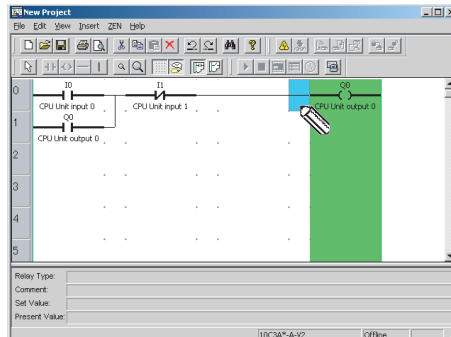 New Project
File Edit View Insert ZEN Help
0
I0
I1
Q0
CPU Unit input 0
CPU Unit input 1
CPU Unit output 0
1
Q0
CPU Unit output 0
2
3
4
5
Relay Type:
Comment:
Set Value:
Present Value:
10C3A*-A-V2
Offline